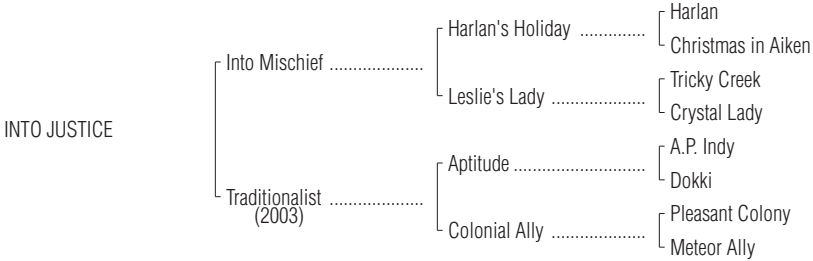 Harlan
Harlan's Holiday ..............
Christmas in Aiken
Into Mischief ....................
Tricky Creek
Leslie's Lady ....................
Crystal Lady
INTO JUSTICE
A.P. Indy
Aptitude ............................
Dokki
Traditionalist ....................
(2003)
Pleasant Colony
Colonial Ally ....................
Meteor Ally